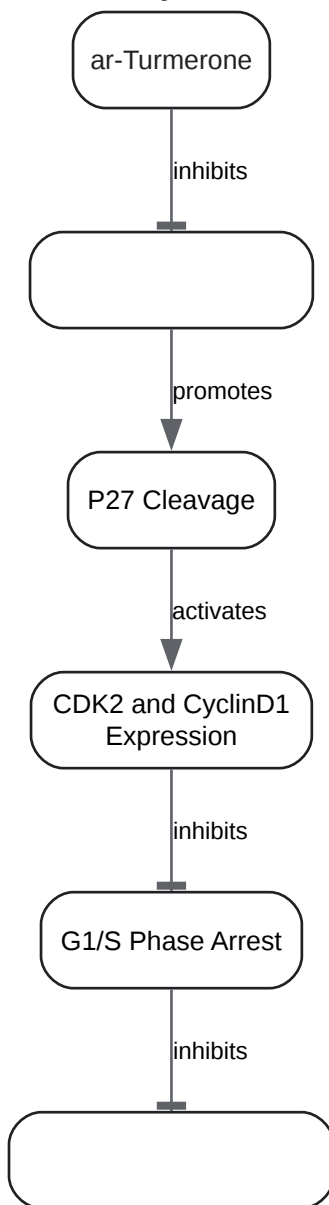 ar-Turmerone
inhibits
promotes
P27 Cleavage
activates
CDK2 and CyclinD1
Expression
inhibits
G1/S Phase Arrest
inhibits